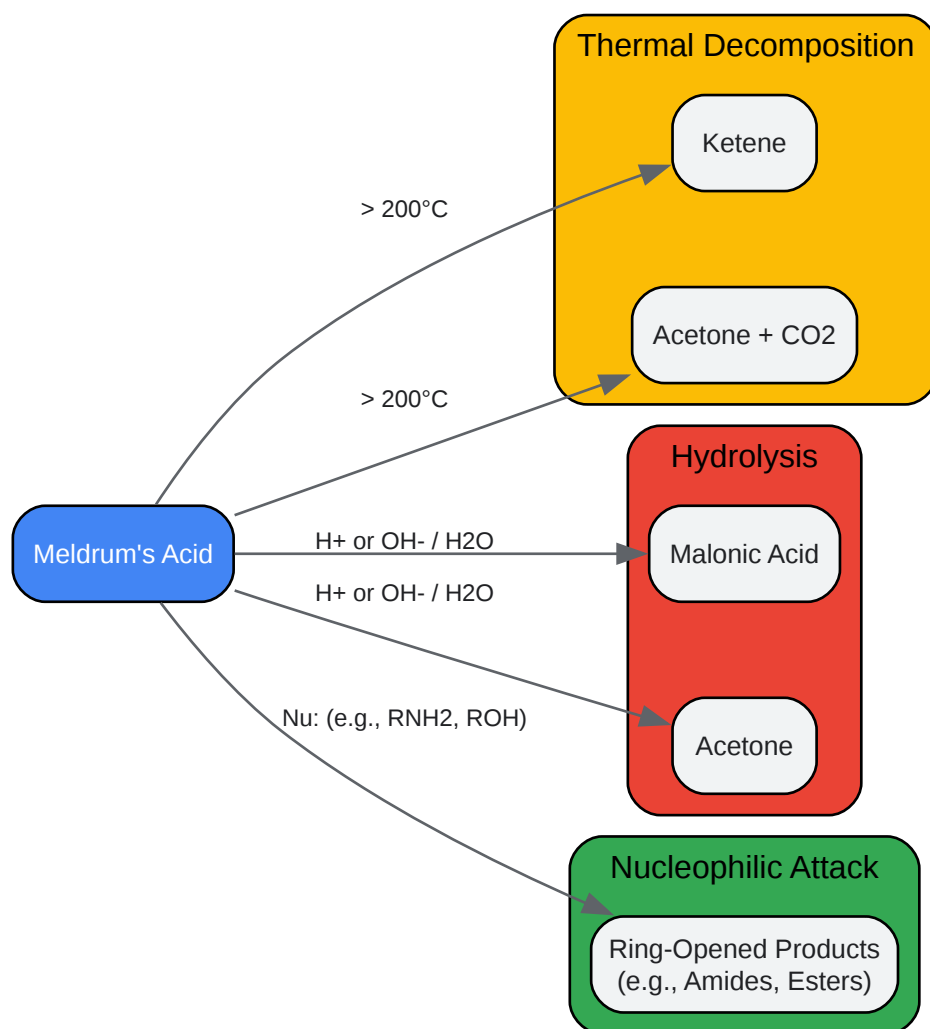 Thermal Decomposition
Ketene
> 200°C
Acetone + CO2
> 200°C
Hydrolysis
Meldrum's Acid
H+ or OH- / H2O
Malonic Acid
H+ or OH- / H2O
Nu: (e.g., RNH2, ROH)
Acetone
Nucleophilic Attack
Ring-Opened Products
(e.g., Amides, Esters)